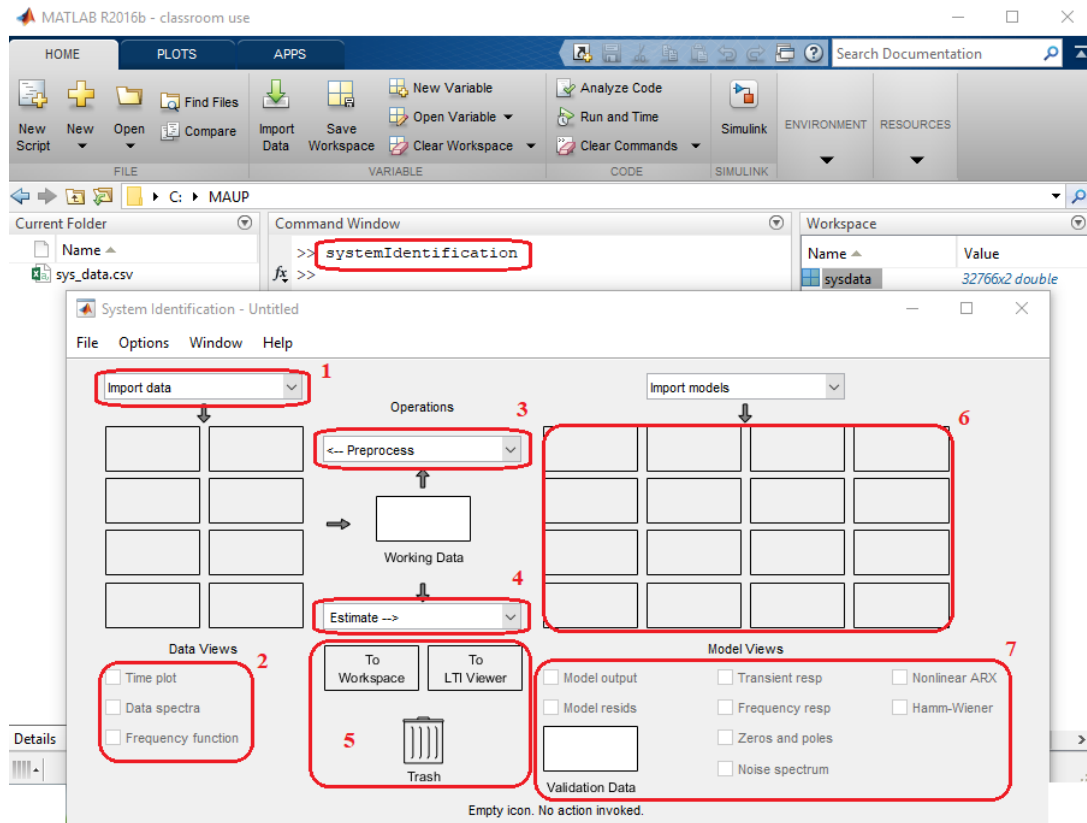 MATLAB R2016b - classroom use
HOME PLOTS APPS Search Documentation
New Script
New
Open
Find Files
Compare
Import Data
Save Workspace
New Variable
Open Variable
Clear Workspace
Analyze Code
Run and Time
Clear Commands
Simulink
ENVIRONMENT
RESOURCES
FILE VARIABLE CODE SIMULINK
C: MAUP
Current Folder
Name
sys_data.csv
Command Window
>> systemIdentification
fx >>
Workspace
Name Value
sysdata 32766x2 double
System Identification - Untitled
File Options Window Help
Import data
1
Import models
Operations
3
<-- Preprocess
6
Working Data
4
Estimate -->
Data Views
2
Time plot
Data spectra
Frequency function
To Workspace
To LTI Viewer
5
Trash
Model Views
7
Model output
Transient resp
Nonlinear ARX
Model resids
Frequency resp
Hamm-Wiener
Zeros and poles
Noise spectrum
Validation Data
Empty icon. No action invoked.
Details